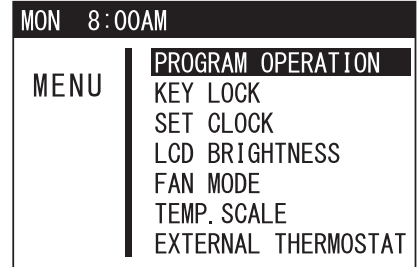 MON 8:00AM
MENU
PROGRAM OPERATION
KEY LOCK
SET CLOCK
LCD BRIGHTNESS
FAN MODE
TEMP. SCALE
EXTERNAL THERMOSTAT